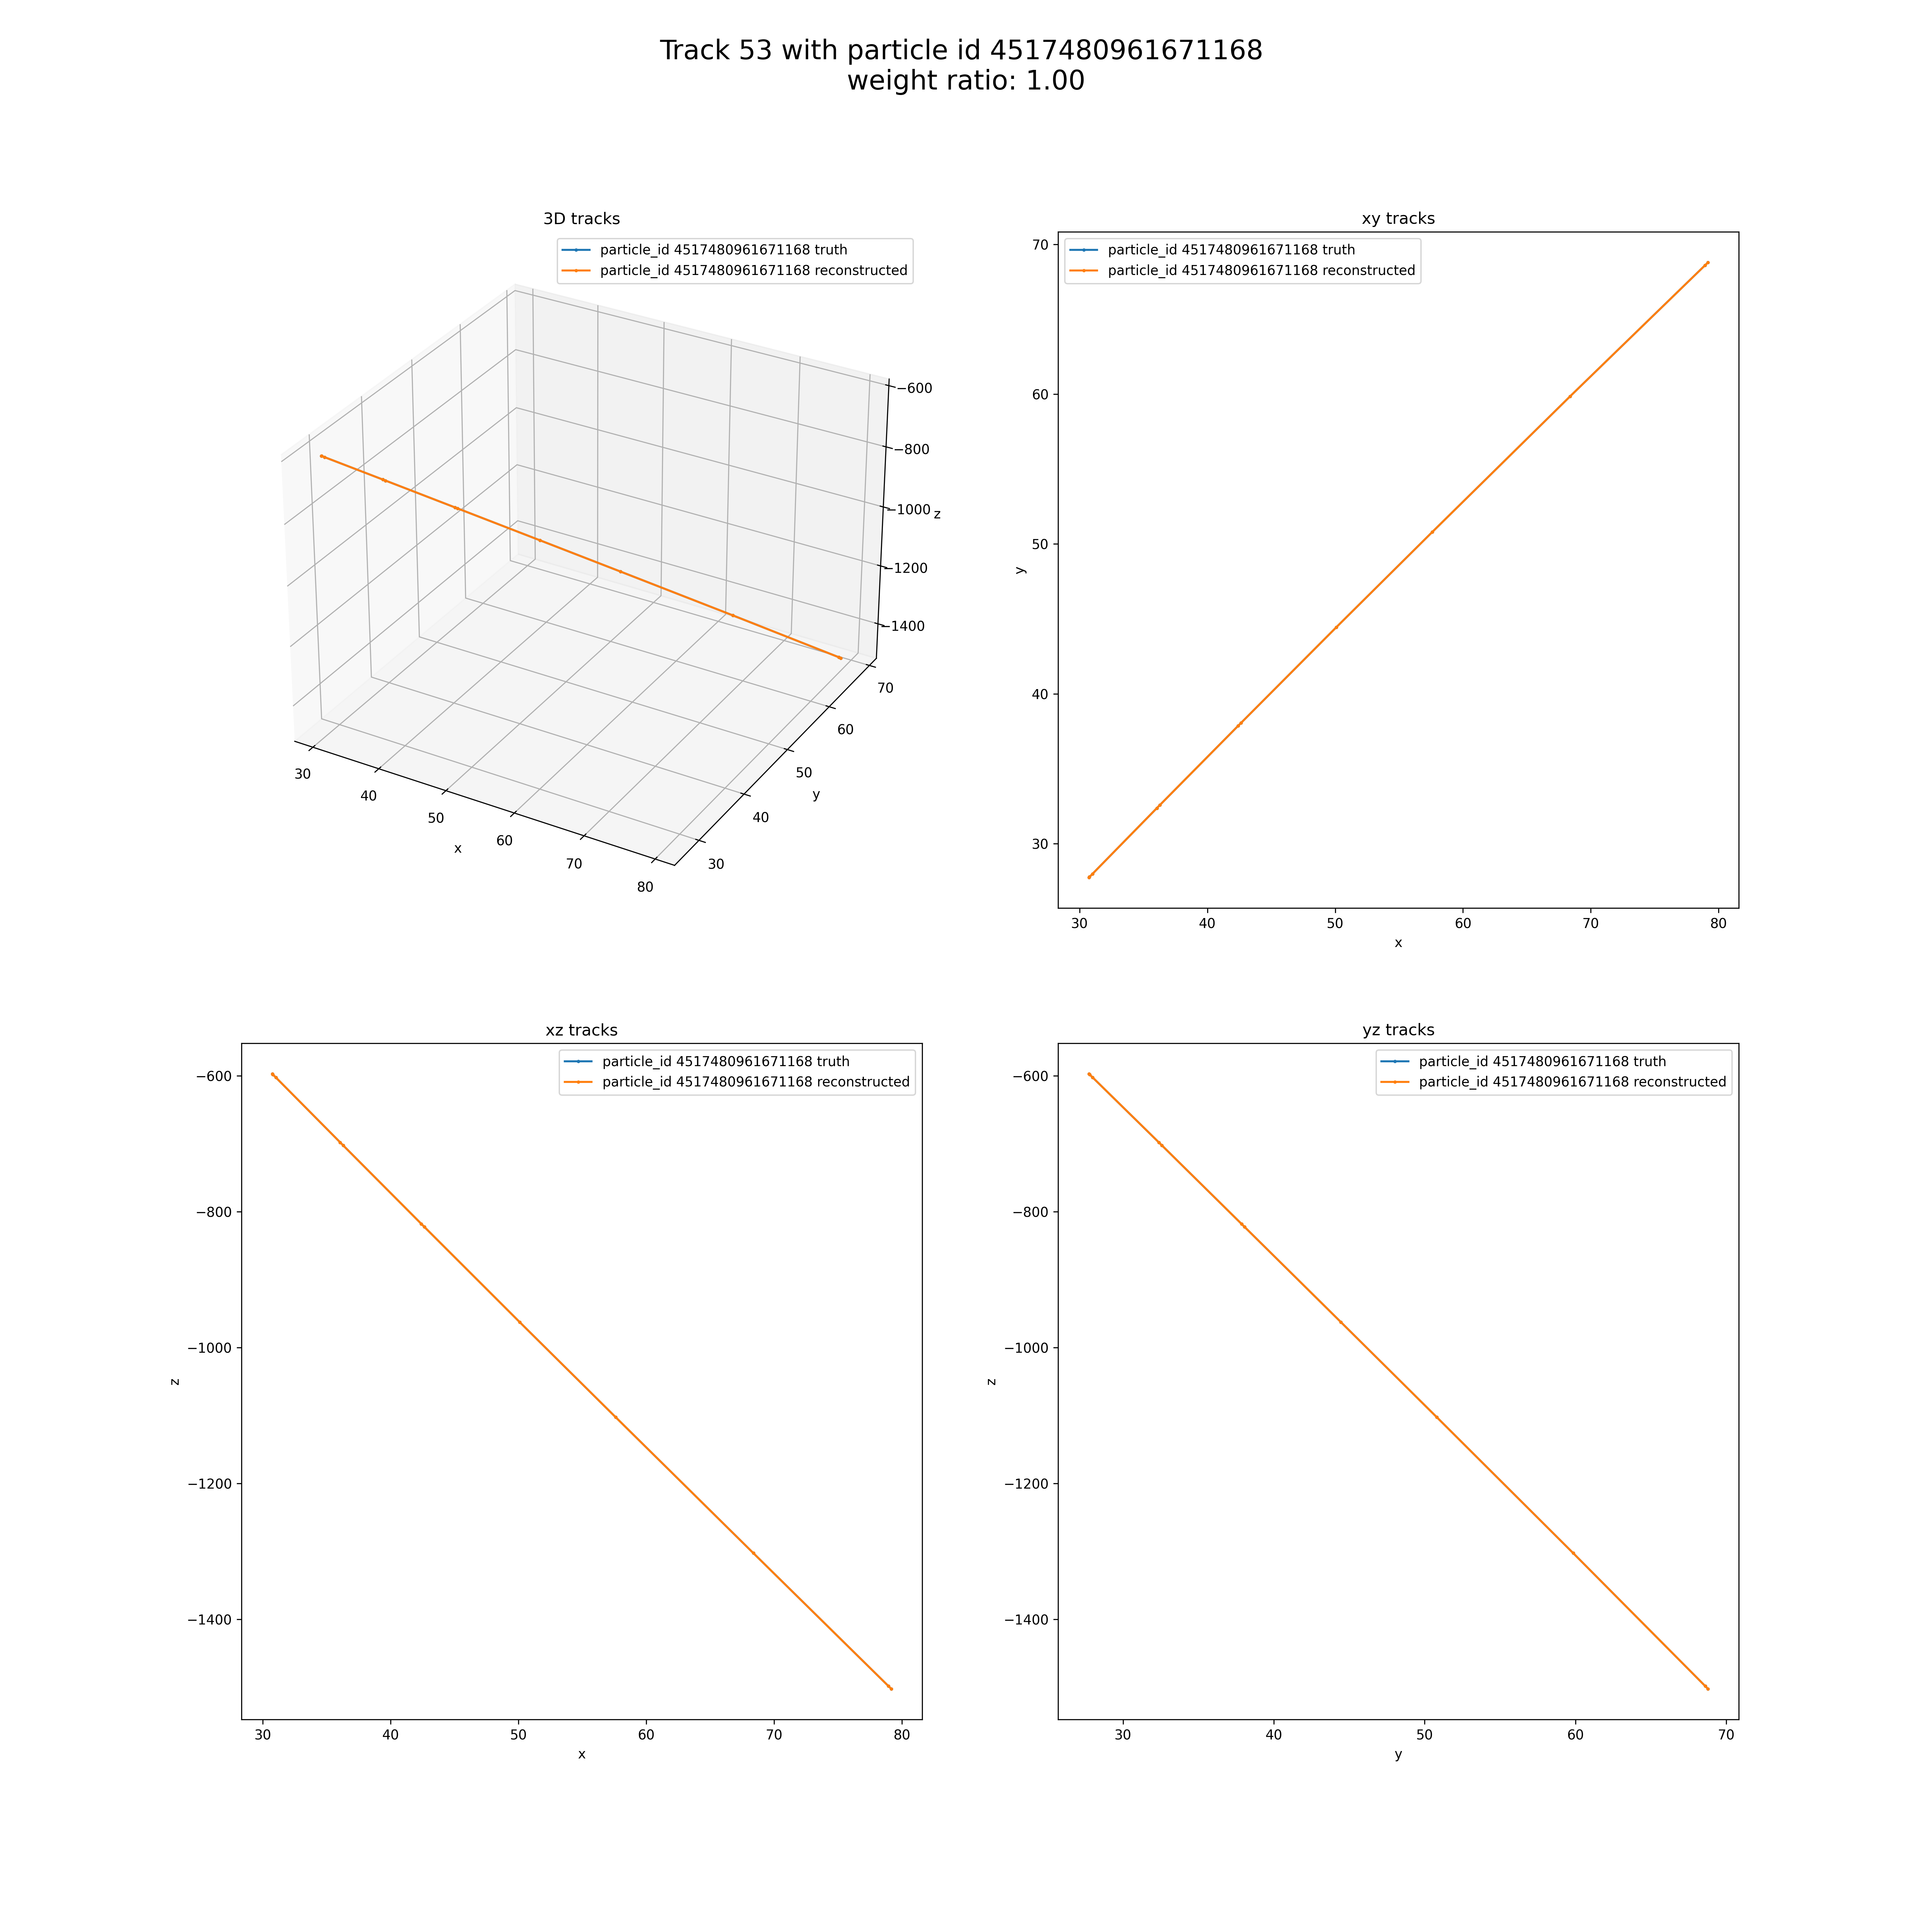 Track 53 with particle id 4517480961671168
weight ratio: 1.00
3D tracks
particle_id 4517480961671168 truth
particle_id 4517480961671168 reconstructed
−600
−800
−1000
z
−1200
−1400
70
60
50
y
40
30
30
40
50
x
60
70
80
xy tracks
particle_id 4517480961671168 truth
particle_id 4517480961671168 reconstructed
70
60
50
y
40
30
30 40 50 60 70 80
x
xz tracks
particle_id 4517480961671168 truth
particle_id 4517480961671168 reconstructed
−600
−800
−1000
z
−1200
−1400
30 40 50 60 70 80
x
yz tracks
particle_id 4517480961671168 truth
particle_id 4517480961671168 reconstructed
−600
−800
−1000
z
−1200
−1400
30 40 50 60 70
y